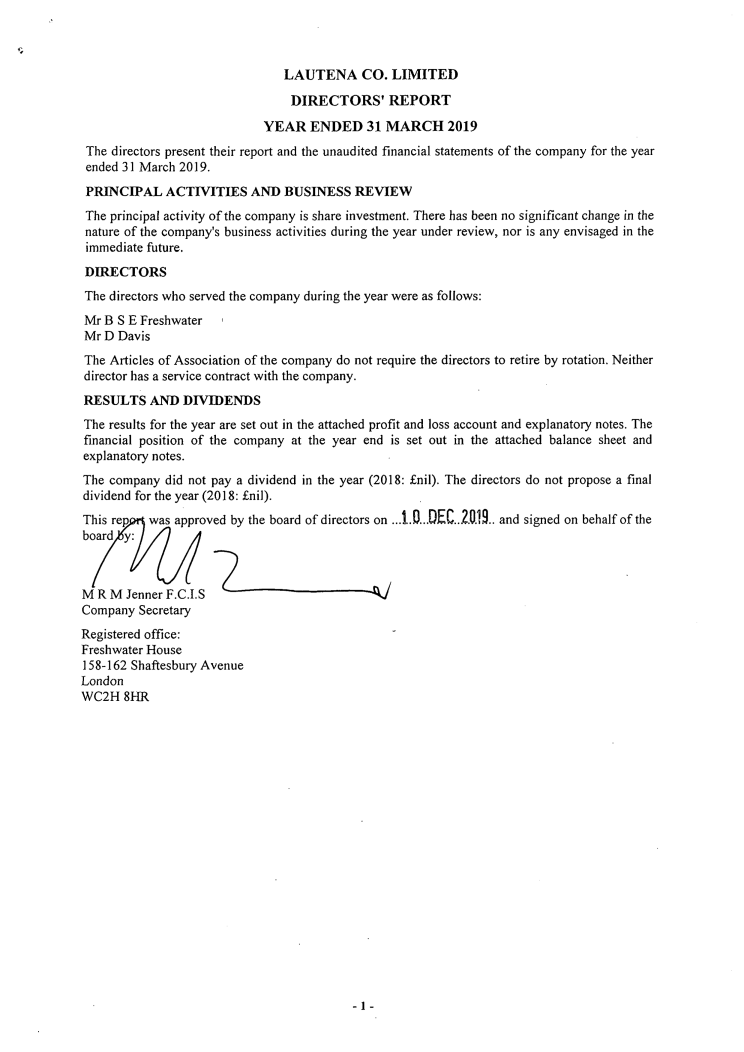 LAUTENA CO. LIMITED
DIRECTORS' REPORT
YEAR ENDED 31 MARCH 2019
The directors present their report and the unaudited financial statements of the company for the year
ended 31 March 2019.
PRINCIPAL ACTIVITIES AND BUSINESS REVIEW
The principal activity of the company is share investment. There has been no significant change in the
nature of the company's business activities during the year under review, nor is any envisaged in the
immediate future.
DIRECTORS
The directors who served the company during the year were as follows:
Mr B S E Freshwater
Mr D Davis
The Articles of Association of the company do not require the directors to retire by rotation. Neither
director has a service contract with the company.
RESULTS AND DIVIDENDS
The results for the year are set out in the attached profit and loss account and explanatory notes. The
financial position of the company at the year end is set out in the attached balance sheet and
explanatory notes.
The company did not pay a dividend in the year (2018: £nil). The directors do not propose a final
dividend for the year (2018: £nil).
This report was approved by the board of directors on ...10 DEC 2019.. and signed on behalf of the
board by:
M R M Jenner F.C.I.S
Company Secretary
Registered office:
Freshwater House
158-162 Shaftesbury Avenue
London
WC2H 8HR
- 1 -